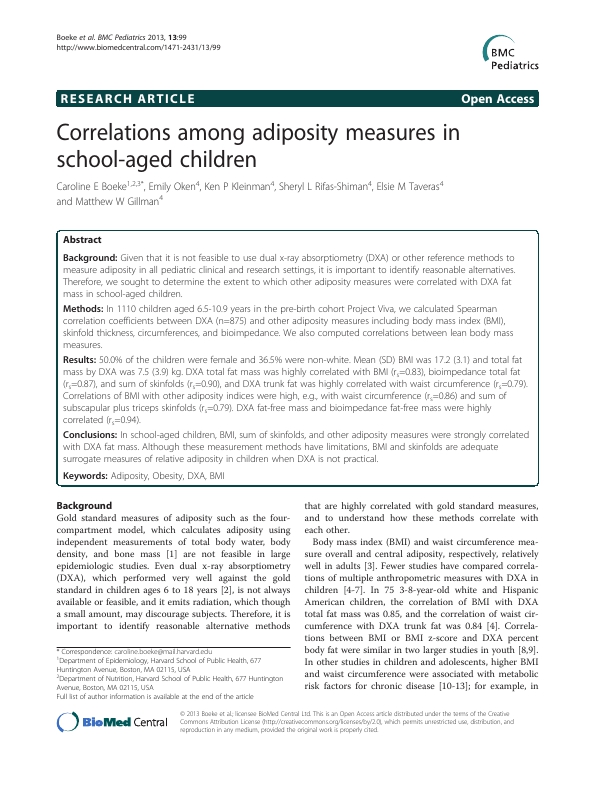 Boeke et al. BMC Pediatrics 2013, 13:99
http://www.biomedcentral.com/1471-2431/13/99
BMC
Pediatrics
RESEARCH ARTICLE
Open Access
Correlations among adiposity measures in
school-aged children
Caroline E Boeke1,2,3*, Emily Oken4, Ken P Kleinman4, Sheryl L Rifas-Shiman4, Elsie M Taveras4
and Matthew W Gillman4
Abstract
Background: Given that it is not feasible to use dual x-ray absorptiometry (DXA) or other reference methods to
measure adiposity in all pediatric clinical and research settings, it is important to identify reasonable alternatives.
Therefore, we sought to determine the extent to which other adiposity measures were correlated with DXA fat
mass in school-aged children.
Methods: In 1110 children aged 6.5-10.9 years in the pre-birth cohort Project Viva, we calculated Spearman
correlation coefficients between DXA (n=875) and other adiposity measures including body mass index (BMI),
skinfold thickness, circumferences, and bioimpedance. We also computed correlations between lean body mass
measures.
Results: 50.0% of the children were female and 36.5% were non-white. Mean (SD) BMI was 17.2 (3.1) and total fat
mass by DXA was 7.5 (3.9) kg. DXA total fat mass was highly correlated with BMI (rs=0.83), bioimpedance total fat
(rs=0.87), and sum of skinfolds (rs=0.90), and DXA trunk fat was highly correlated with waist circumference (rs=0.79).
Correlations of BMI with other adiposity indices were high, e.g., with waist circumference (rs=0.86) and sum of
subscapular plus triceps skinfolds (rs=0.79). DXA fat-free mass and bioimpedance fat-free mass were highly
correlated (rs=0.94).
Conclusions: In school-aged children, BMI, sum of skinfolds, and other adiposity measures were strongly correlated
with DXA fat mass. Although these measurement methods have limitations, BMI and skinfolds are adequate
surrogate measures of relative adiposity in children when DXA is not practical.
Keywords: Adiposity, Obesity, DXA, BMI
Background
Gold standard measures of adiposity such as the four-
compartment model, which calculates adiposity using
independent measurements of total body water, body
density, and bone mass [1] are not feasible in large
epidemiologic studies. Even dual x-ray absorptiometry
(DXA), which performed very well against the gold
standard in children ages 6 to 18 years [2], is not always
available or feasible, and it emits radiation, which though
a small amount, may discourage subjects. Therefore, it is
important to identify reasonable alternative methods
that are highly correlated with gold standard measures,
and to understand how these methods correlate with
each other.
Body mass index (BMI) and waist circumference mea-
sure overall and central adiposity, respectively, relatively
well in adults [3]. Fewer studies have compared correla-
tions of multiple anthropometric measures with DXA in
children [4-7]. In 75 3-8-year-old white and Hispanic
American children, the correlation of BMI with DXA
total fat mass was 0.85, and the correlation of waist cir-
cumference with DXA trunk fat was 0.84 [4]. Correla-
tions between BMI or BMI z-score and DXA percent
body fat were similar in two larger studies in youth [8,9].
In other studies in children and adolescents, higher BMI
and waist circumference were associated with metabolic
risk factors for chronic disease [10-13]; for example, in
* Correspondence: caroline.boeke@mail.harvard.edu
1Department of Epidemiology, Harvard School of Public Health, 677
Huntington Avenue, Boston, MA 02115, USA
2Department of Nutrition, Harvard School of Public Health, 677 Huntington
Avenue, Boston, MA 02115, USA
Full list of author information is available at the end of the article
BioMed Central
© 2013 Boeke et al; licensee BioMed Central Ltd. This is an Open Access article distributed under the terms of the Creative
Commons Attribution License (http://creativecommons.org/licenses/by/2.0), which permits unrestricted use, distribution, and
reproduction in any medium, provided the original work is properly cited.